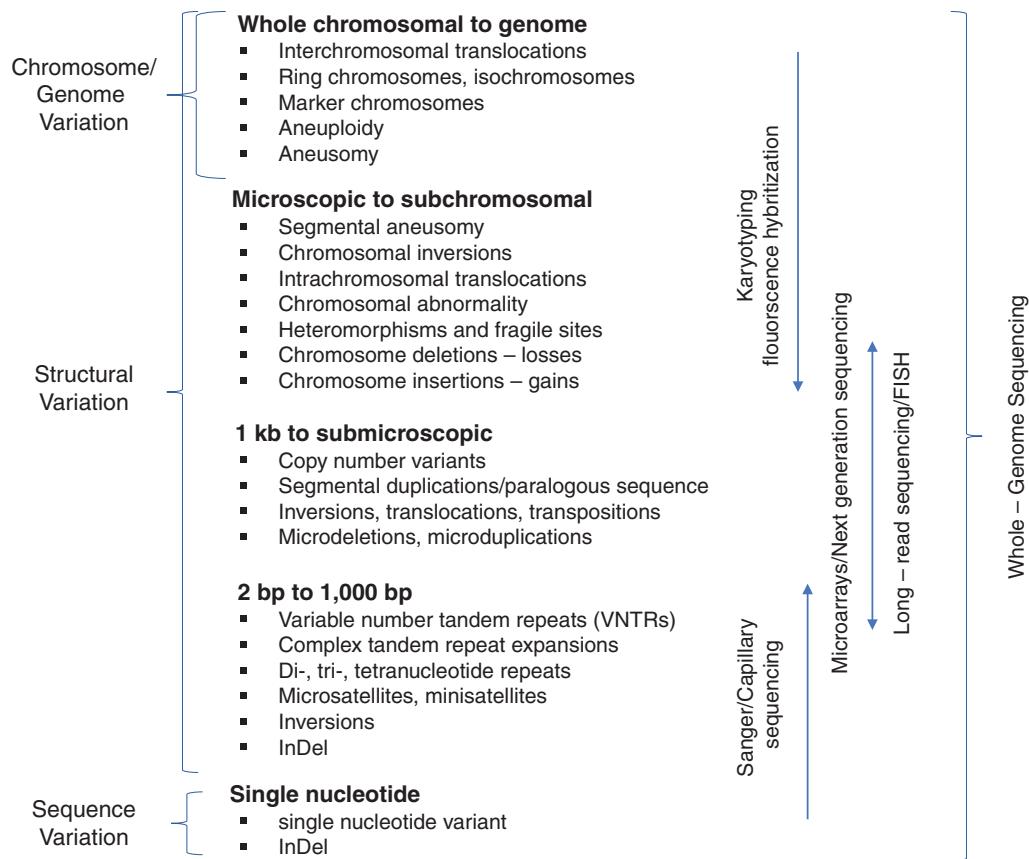 Chromosome/
Genome
Variation
Whole chromosomal to genome
▪ Interchromosomal translocations
▪ Ring chromosomes, isochromosomes
▪ Marker chromosomes
▪ Aneuploidy
▪ Aneusomy
Structural
Variation
Microscopic to subchromosomal
▪ Segmental aneusomy
▪ Chromosomal inversions
▪ Intrachromosomal translocations
▪ Chromosomal abnormality
▪ Heteromorphisms and fragile sites
▪ Chromosome deletions – losses
▪ Chromosome insertions – gains
1 kb to submicroscopic
▪ Copy number variants
▪ Segmental duplications/paralogous sequence
▪ Inversions, translocations, transpositions
▪ Microdeletions, microduplications
2 bp to 1,000 bp
▪ Variable number tandem repeats (VNTRs)
▪ Complex tandem repeat expansions
▪ Di-, tri-, tetranucleotide repeats
▪ Microsatellites, minisatellites
▪ Inversions
▪ InDel
Sequence
Variation
Single nucleotide
▪ single nucleotide variant
▪ InDel
Karyotyping
flouorscence hybritization
Sanger/Capillary
sequencing
Microarrays/Next generation sequencing
Long – read sequencing/FISH
Whole – Genome Sequencing